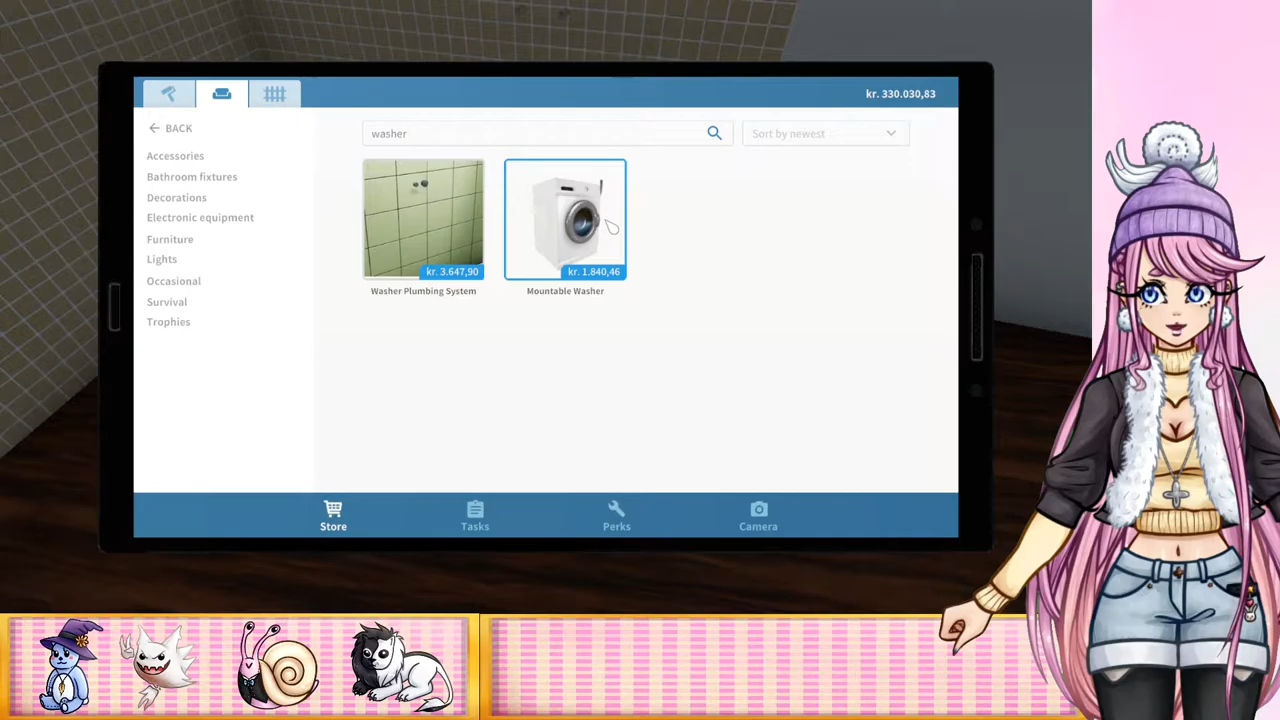 kr. 330.030,83
BACK
washer
Sort by newest
Accessories
Bathroom fixtures
Decorations
Electronic equipment
Furniture
Lights
Occasional
Survival
Trophies
kr. 3.647,90
kr. 1.840,46
Washer Plumbing System
Mountable Washer
Store
Tasks
Perks
Camera